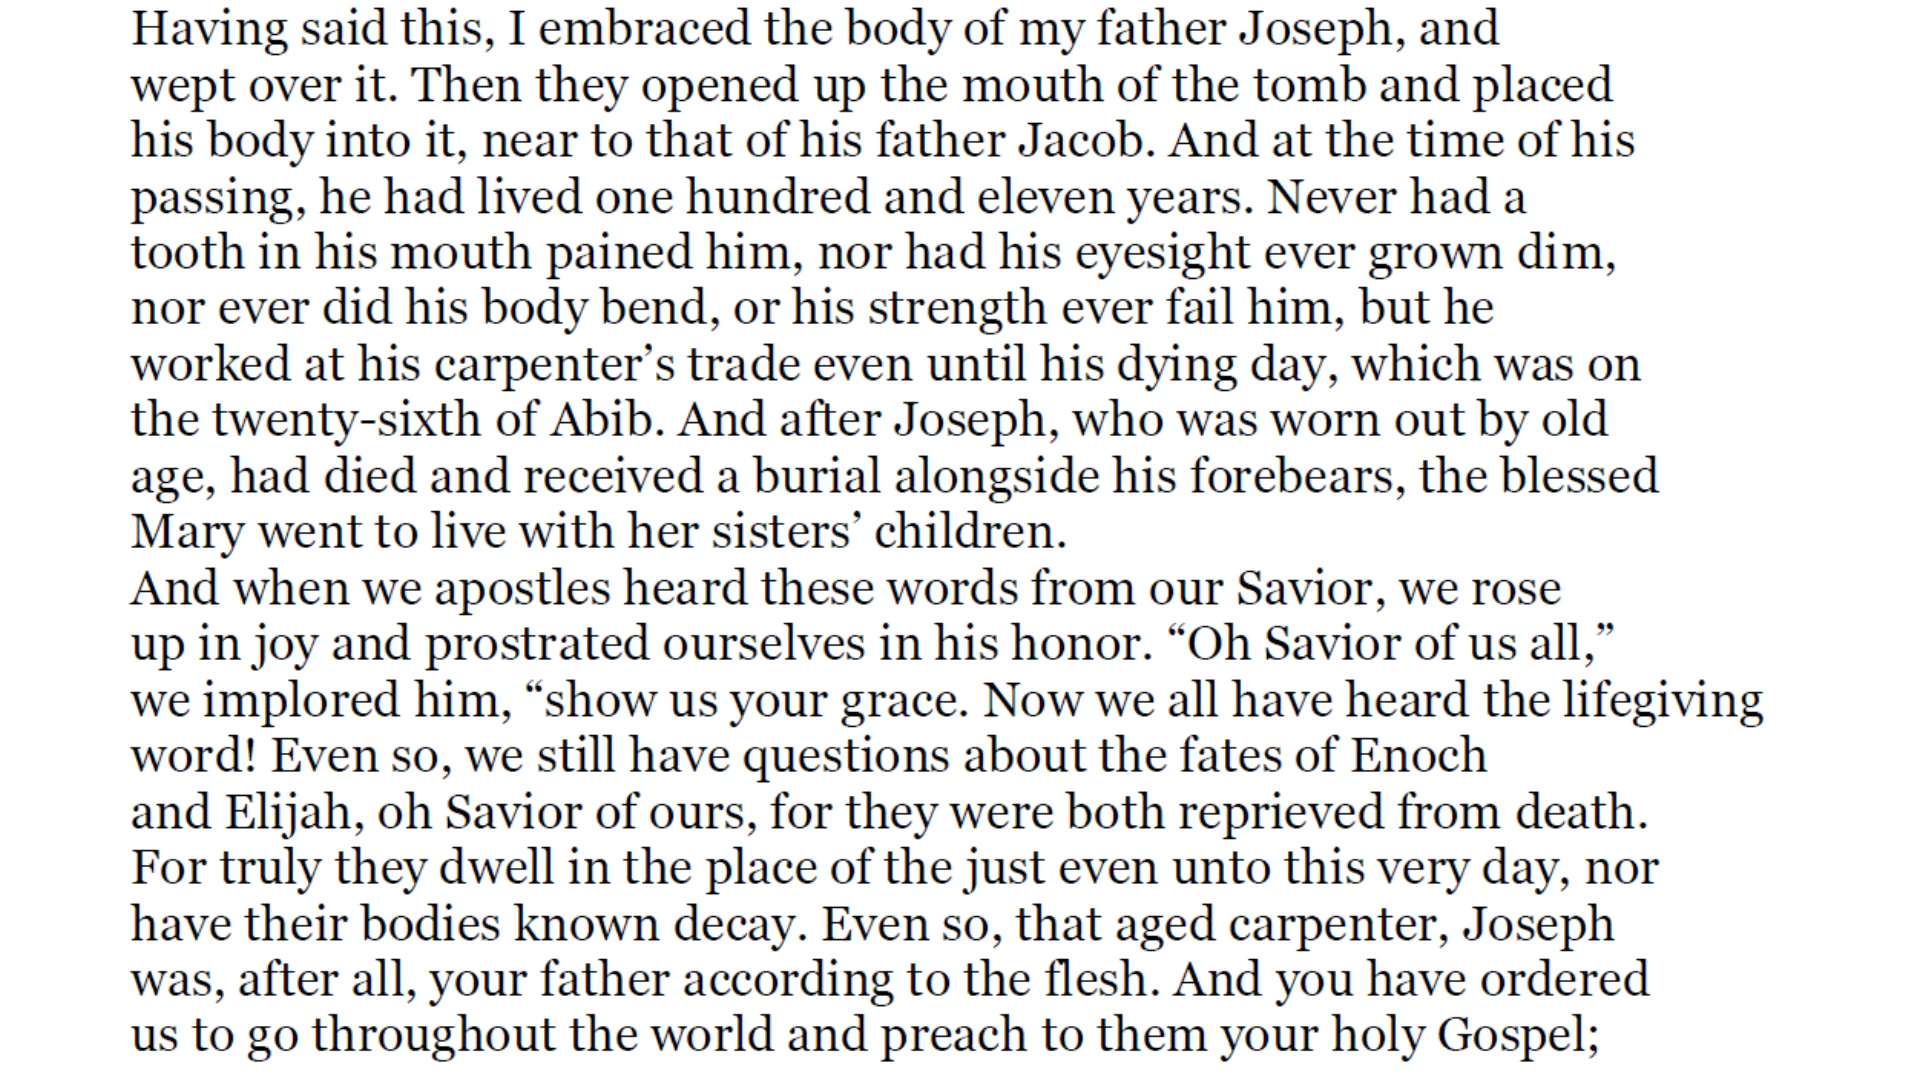 Having said this, I embraced the body of my father Joseph, and
wept over it. Then they opened up the mouth of the tomb and placed
his body into it, near to that of his father Jacob. And at the time of his
passing, he had lived one hundred and eleven years. Never had a
tooth in his mouth pained him, nor had his eyesight ever grown dim,
nor ever did his body bend, or his strength ever fail him, but he
worked at his carpenter’s trade even until his dying day, which was on
the twenty-sixth of Abib. And after Joseph, who was worn out by old
age, had died and received a burial alongside his forebears, the blessed
Mary went to live with her sisters’ children.
And when we apostles heard these words from our Savior, we rose
up in joy and prostrated ourselves in his honor. “Oh Savior of us all,”
we implored him, “show us your grace. Now we all have heard the lifegiving
word! Even so, we still have questions about the fates of Enoch
and Elijah, oh Savior of ours, for they were both reprieved from death.
For truly they dwell in the place of the just even unto this very day, nor
have their bodies known decay. Even so, that aged carpenter, Joseph
was, after all, your father according to the flesh. And you have ordered
us to go throughout the world and preach to them your holy Gospel;